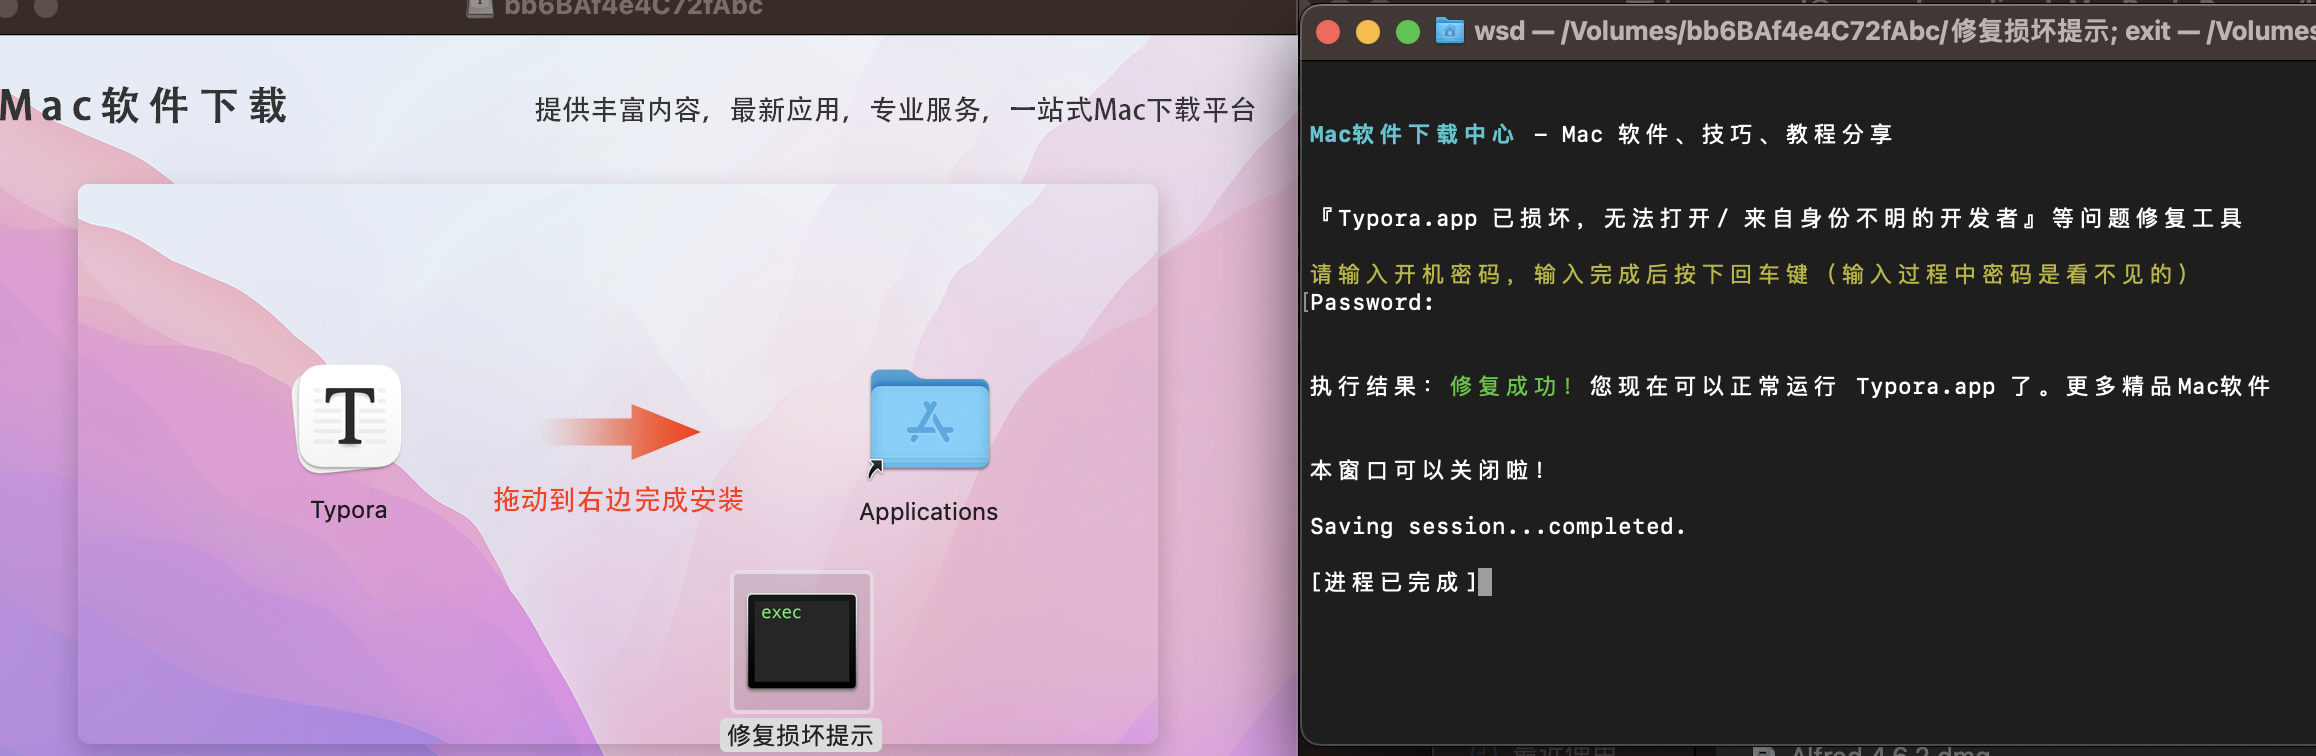 bb6BAf4e4C72fAbc
Mac软件下载
提供丰富内容，最新应用，专业服务，一站式Mac下载平台
T
Typora
拖动到右边完成安装
Applications
exec
修复损坏提示
wsd — /Volumes/bb6BAf4e4C72fAbc/修复损坏提示; exit — /Volumes
Mac软件下载中心 — Mac 软件、技巧、教程分享
『Typora.app 已损坏，无法打开/ 来自身份不明的开发者』等问题修复工具
请输入开机密码，输入完成后按下回车键（输入过程中密码是看不见的）
[Password:
执行结果：修复成功！您现在可以正常运行 Typora.app 了。更多精品Mac软件
本窗口可以关闭啦！
Saving session...completed.
[进程已完成]
最近使用
Alfred 4.6.2.dmg